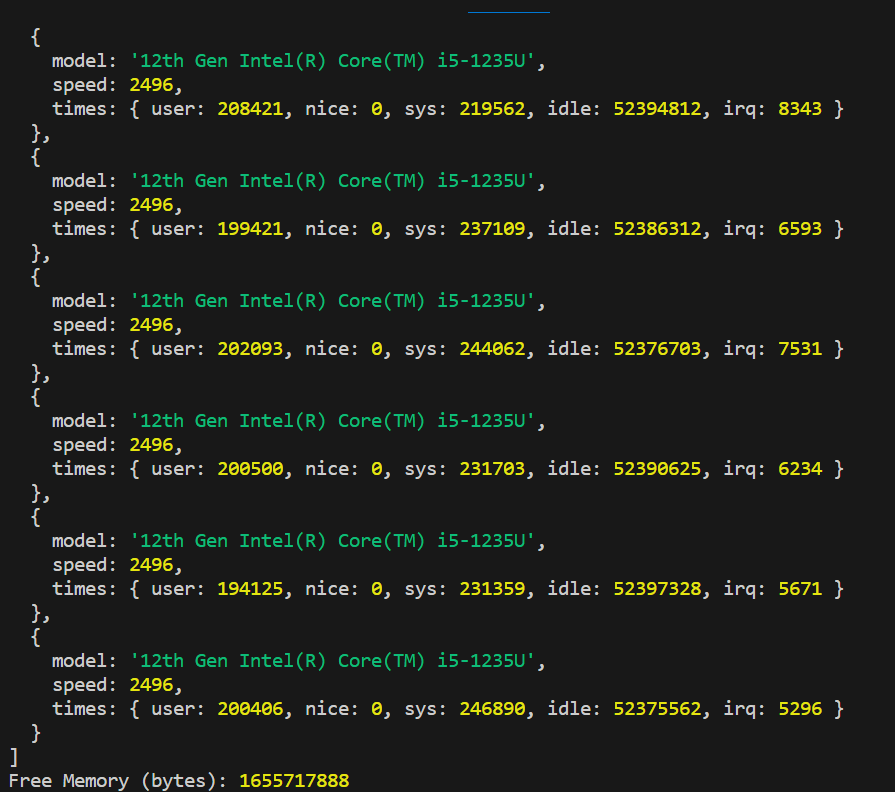 {
model: '12th Gen Intel(R) Core(TM) i5-1235U',
speed: 2496,
times: { user: 208421, nice: 0, sys: 219562, idle: 52394812, irq: 8343 }
},
{
model: '12th Gen Intel(R) Core(TM) i5-1235U',
speed: 2496,
times: { user: 199421, nice: 0, sys: 237109, idle: 52386312, irq: 6593 }
},
{
model: '12th Gen Intel(R) Core(TM) i5-1235U',
speed: 2496,
times: { user: 202093, nice: 0, sys: 244062, idle: 52376703, irq: 7531 }
},
{
model: '12th Gen Intel(R) Core(TM) i5-1235U',
speed: 2496,
times: { user: 200500, nice: 0, sys: 231703, idle: 52390625, irq: 6234 }
},
{
model: '12th Gen Intel(R) Core(TM) i5-1235U',
speed: 2496,
times: { user: 194125, nice: 0, sys: 231359, idle: 52397328, irq: 5671 }
},
{
model: '12th Gen Intel(R) Core(TM) i5-1235U',
speed: 2496,
times: { user: 200406, nice: 0, sys: 246890, idle: 52375562, irq: 5296 }
}
]
Free Memory (bytes): 1655717888